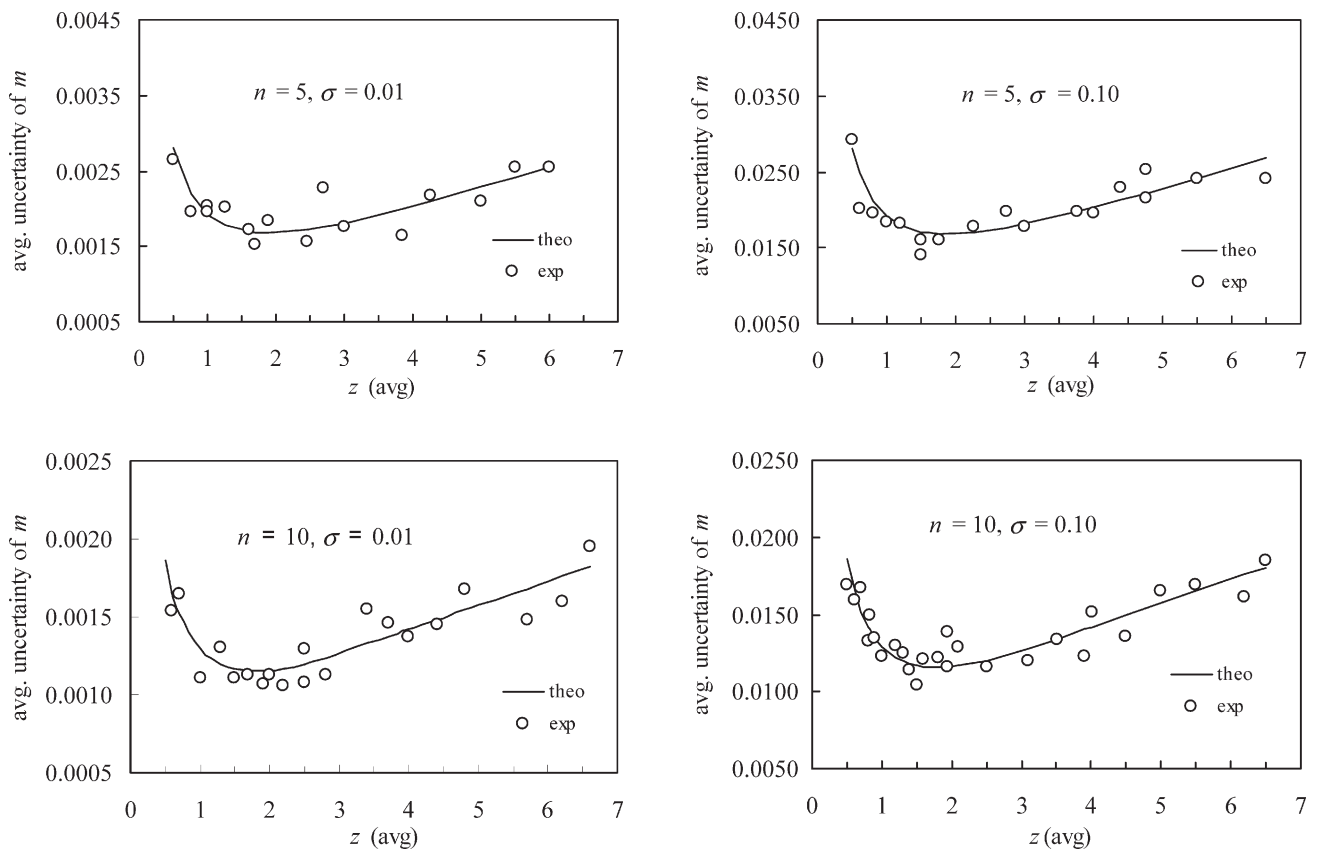 0.0045
0.0035
0.0025
0.0015
0.0005
avg. uncertainty of m
n = 5, σ = 0.01
theo
exp
0 1 2 3 4 5 6 7
z (avg)
0.0450
0.0350
0.0250
0.0150
0.0050
avg. uncertainty of m
n = 5, σ = 0.10
theo
exp
0 1 2 3 4 5 6 7
z (avg)
0.0025
0.0020
0.0015
0.0010
0.0005
avg. uncertainty of m
n = 10, σ = 0.01
theo
exp
0 1 2 3 4 5 6 7
z (avg)
0.0250
0.0200
0.0150
0.0100
0.0050
avg. uncertainty of m
n = 10, σ = 0.10
theo
exp
0 1 2 3 4 5 6 7
z (avg)